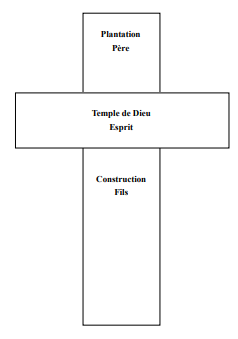 Plantation
Père
Temple de Dieu
Esprit
Construction
Fils